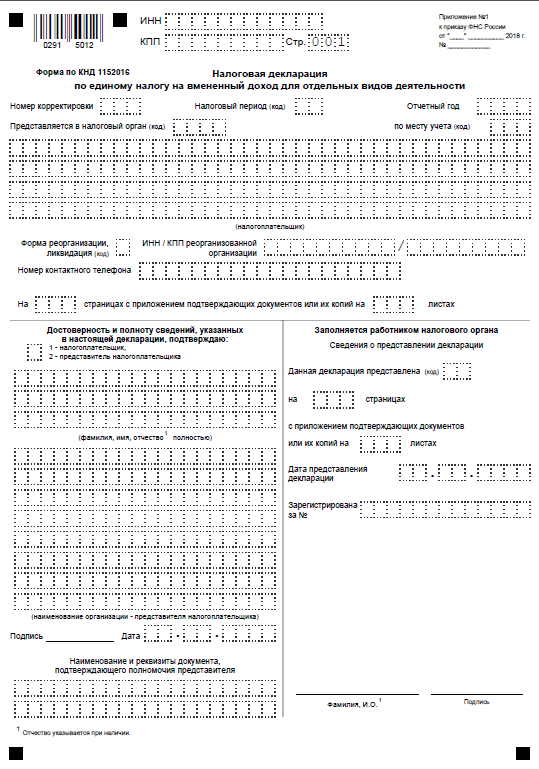 ИНН
Приложение №1
к приказу ФНС России
КПП
Стр. 001
от "____" __________ 2018 г.
№ ____________
0291 5012
Форма по КНД 1152016
Налоговая декларация
по единому налогу на вмененный доход для отдельных видов деятельности
Номер корректировки
Налоговый период (код)
Отчетный год
Представляется в налоговый орган (код)
по месту учета (код)
(налогоплательщик)
Форма реорганизации,
ликвидация (код)
ИНН / КПП реорганизованной
организации
/
Номер контактного телефона
На
страницах с приложением подтверждающих документов или их копий на
листах
Достоверность и полноту сведений, указанных
в настоящей декларации, подтверждаю:
1 - налогоплательщик,
2 - представитель налогоплательщика
(фамилия, имя, отчество 1 полностью)
(наименование организации - представителя налогоплательщика)
Подпись
Дата
Наименование и реквизиты документа,
подтверждающего полномочия представителя
Заполняется работником налогового органа
Сведения о представлении декларации
Данная декларация представлена (код)
на
страницах
с приложением подтверждающих документов
или их копий на
листах
Дата представления
декларации
Зарегистрирована
за №
Фамилия, И.О. 1
Подпись
1 Отчество указывается при наличии.